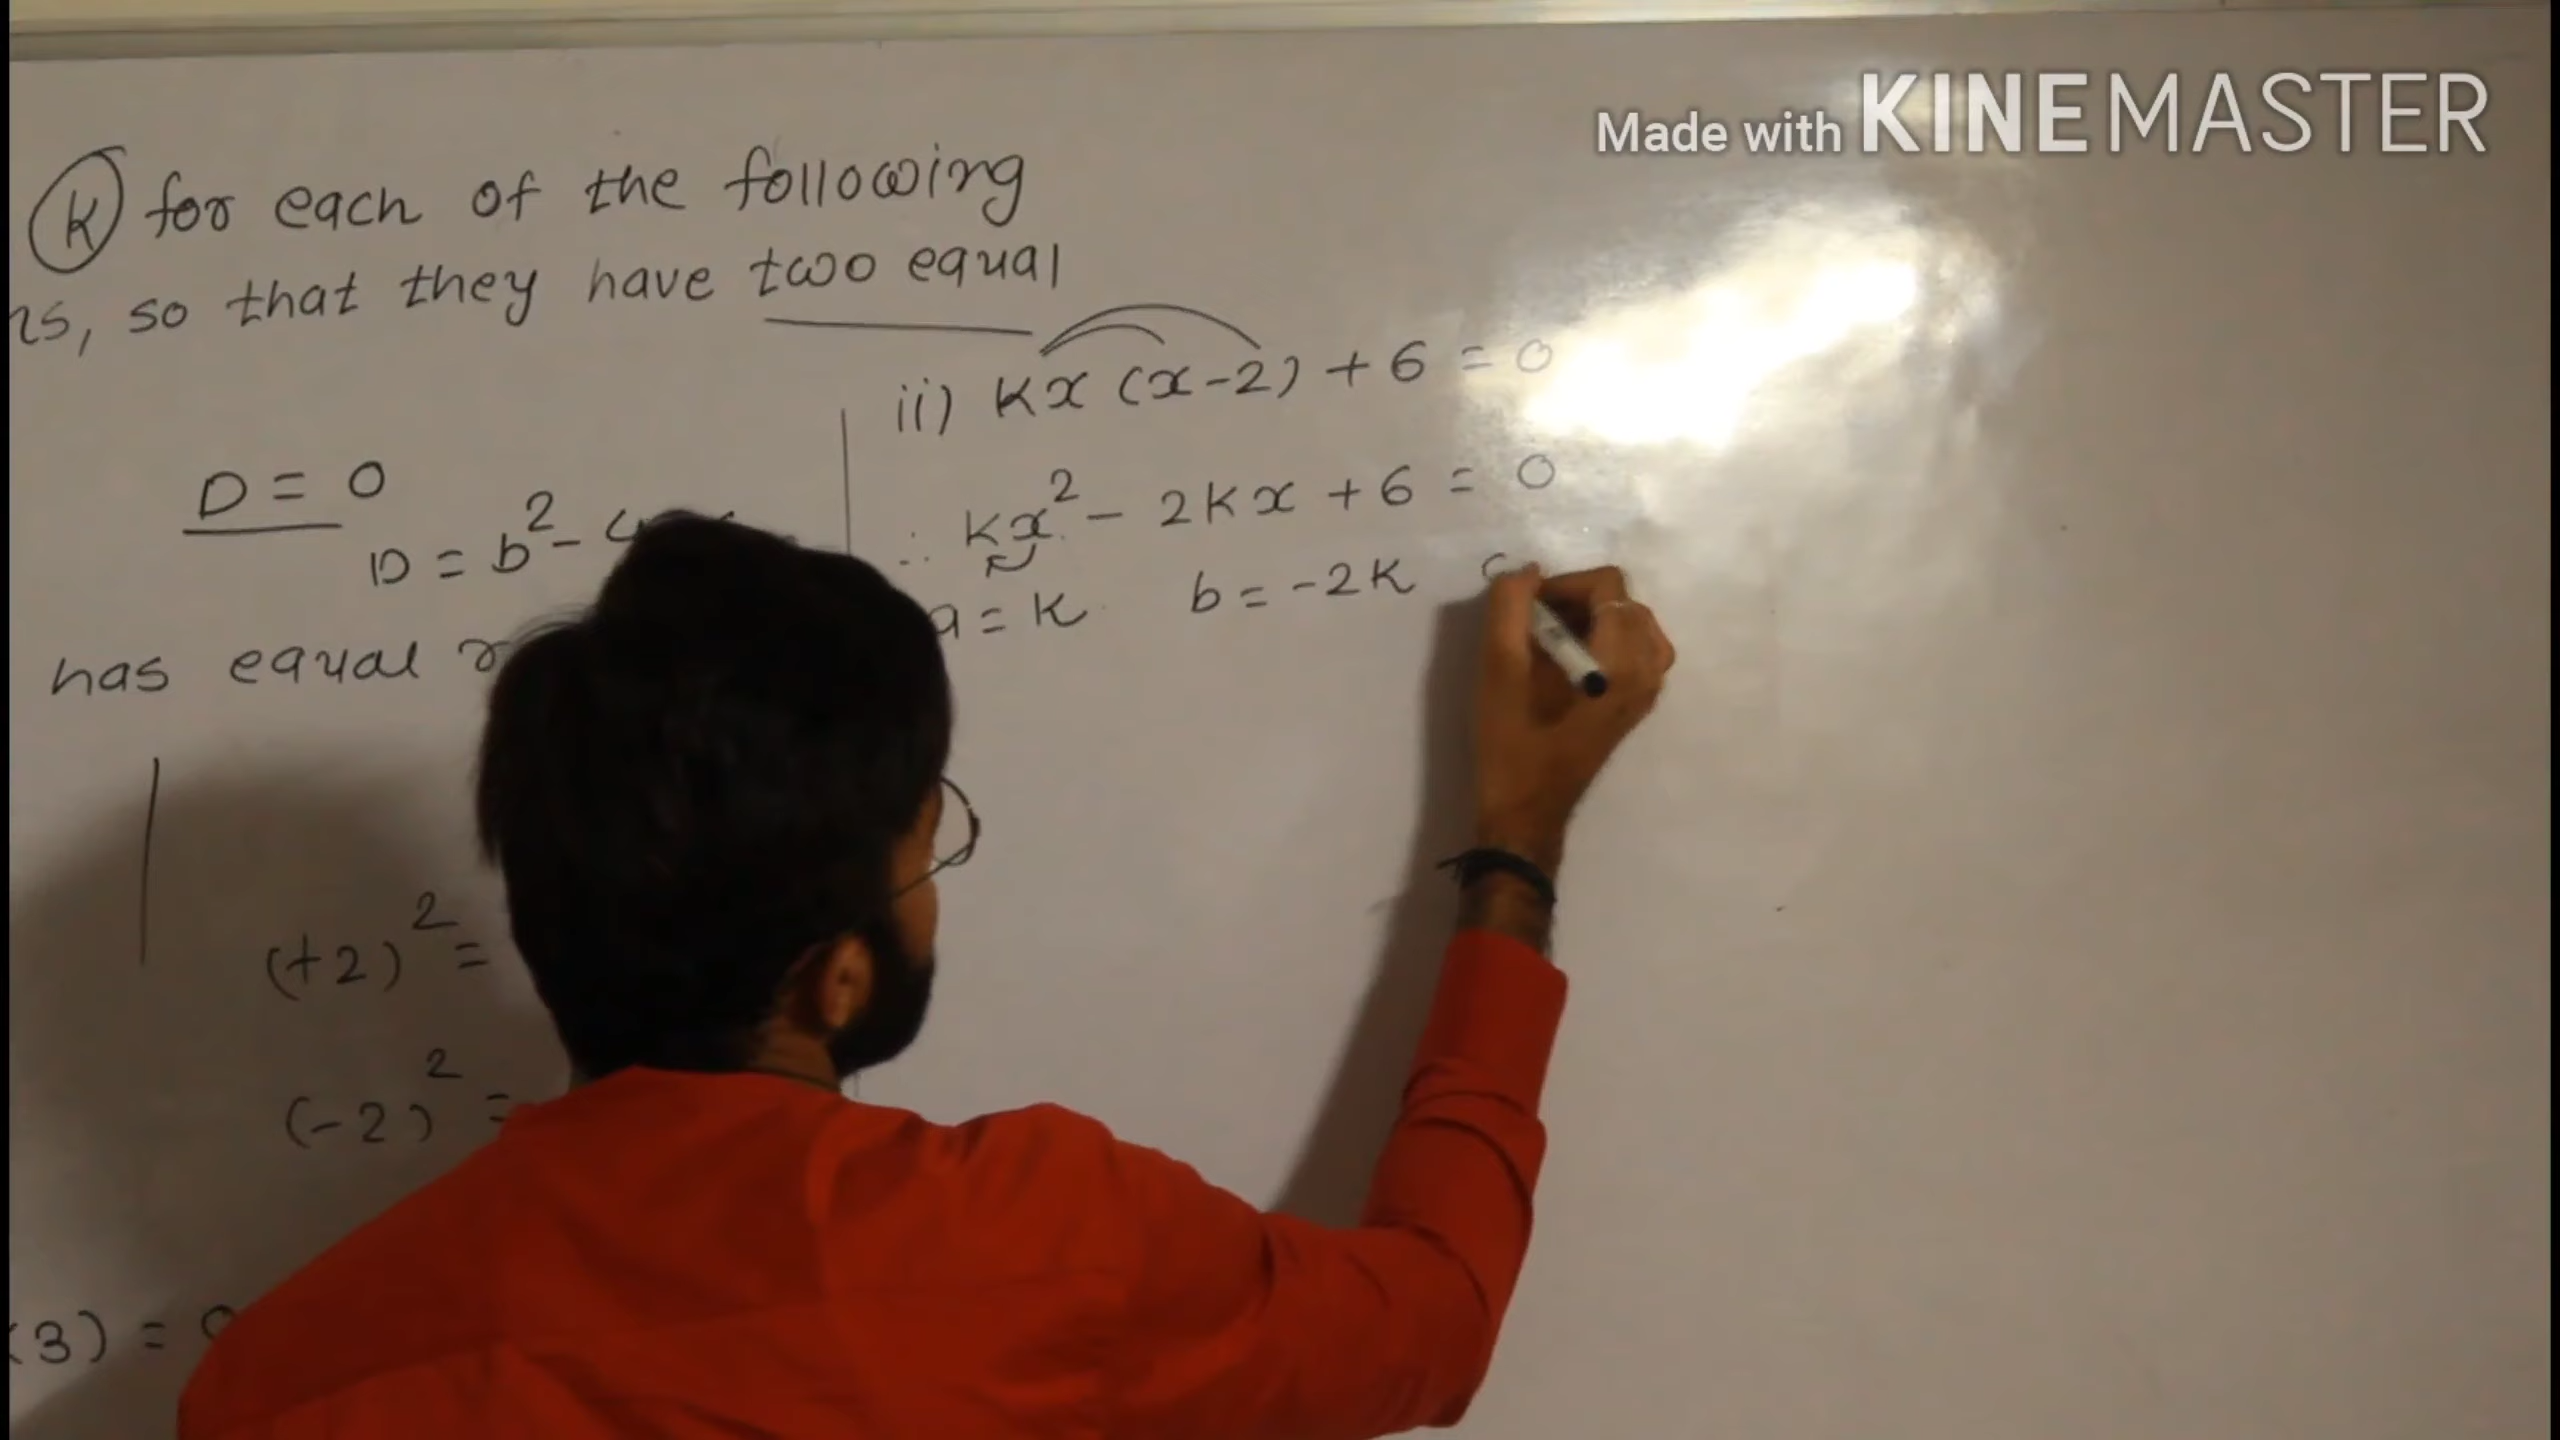 Made with KINEMASTER
K for each of the following
ns, so that they have two equal
ii) Kx (x-2) + 6 = 0
D = 0
∴ Kx² - 2Kx + 6 = 0
D = b² - 4
a = K b = -2K c
has equal
(+2)² =
(-2)² =
(3) = 0